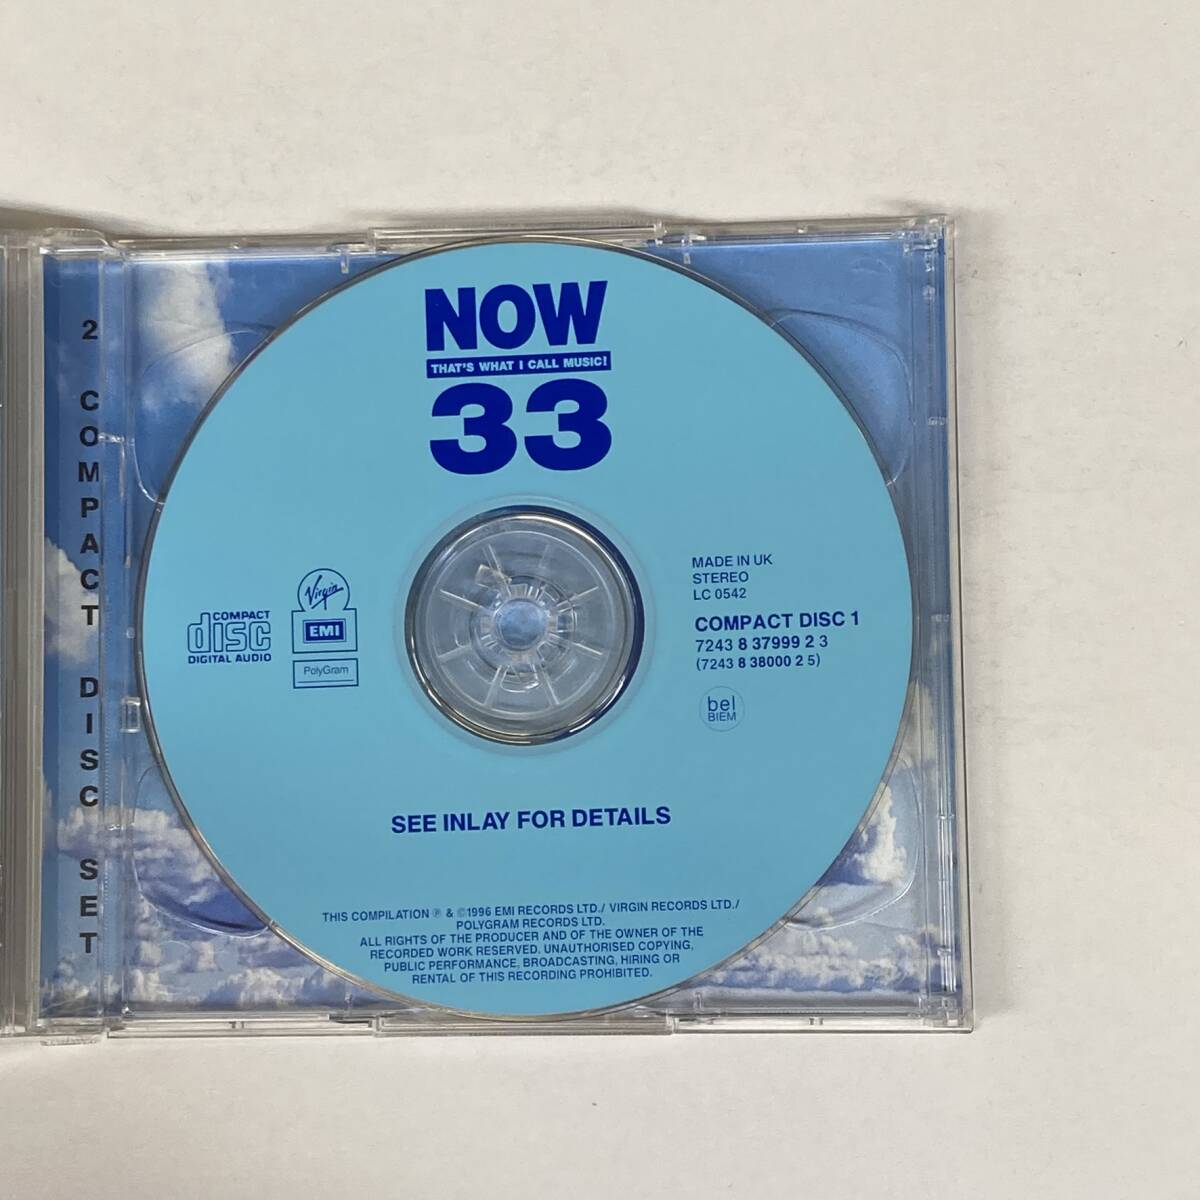 2 COMPACT DISC SET
NOW
THAT'S WHAT I CALL MUSIC!
33
COMPACT
disc
DIGITAL AUDIO
Virgin
EMI
PolyGram
MADE IN UK
STEREO
LC 0542
COMPACT DISC 1
7243 8 37999 2 3
(7243 8 38000 2 5)
bel
BIEM
SEE INLAY FOR DETAILS
THIS COMPILATION ℗ & ©1996 EMI RECORDS LTD./ VIRGIN RECORDS LTD./
POLYGRAM RECORDS LTD.
ALL RIGHTS OF THE PRODUCER AND OF THE OWNER OF THE
RECORDED WORK RESERVED. UNAUTHORISED COPYING,
PUBLIC PERFORMANCE, BROADCASTING, HIRING OR
RENTAL OF THIS RECORDING PROHIBITED.